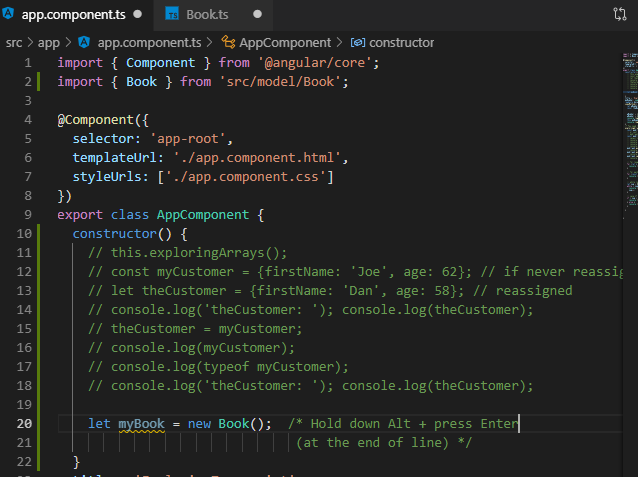 app.component.ts
TS Book.ts
src > app > app.component.ts > AppComponent > constructor
1 import { Component } from '@angular/core';
2 import { Book } from 'src/model/Book';
3
4 @Component({
5 selector: 'app-root',
6 templateUrl: './app.component.html',
7 styleUrls: ['./app.component.css']
8 })
9 export class AppComponent {
10 constructor() {
11 // this.exploringArrays();
12 // const myCustomer = {firstName: 'Joe', age: 62}; // if never reassig
13 // let theCustomer = {firstName: 'Dan', age: 58}; // reassigned
14 // console.log('theCustomer: '); console.log(theCustomer);
15 // theCustomer = myCustomer;
16 // console.log(myCustomer);
17 // console.log(typeof myCustomer);
18 // console.log('theCustomer: '); console.log(theCustomer);
19
20 let myBook = new Book(); /* Hold down Alt + press Enter
21 (at the end of line) */
22 }